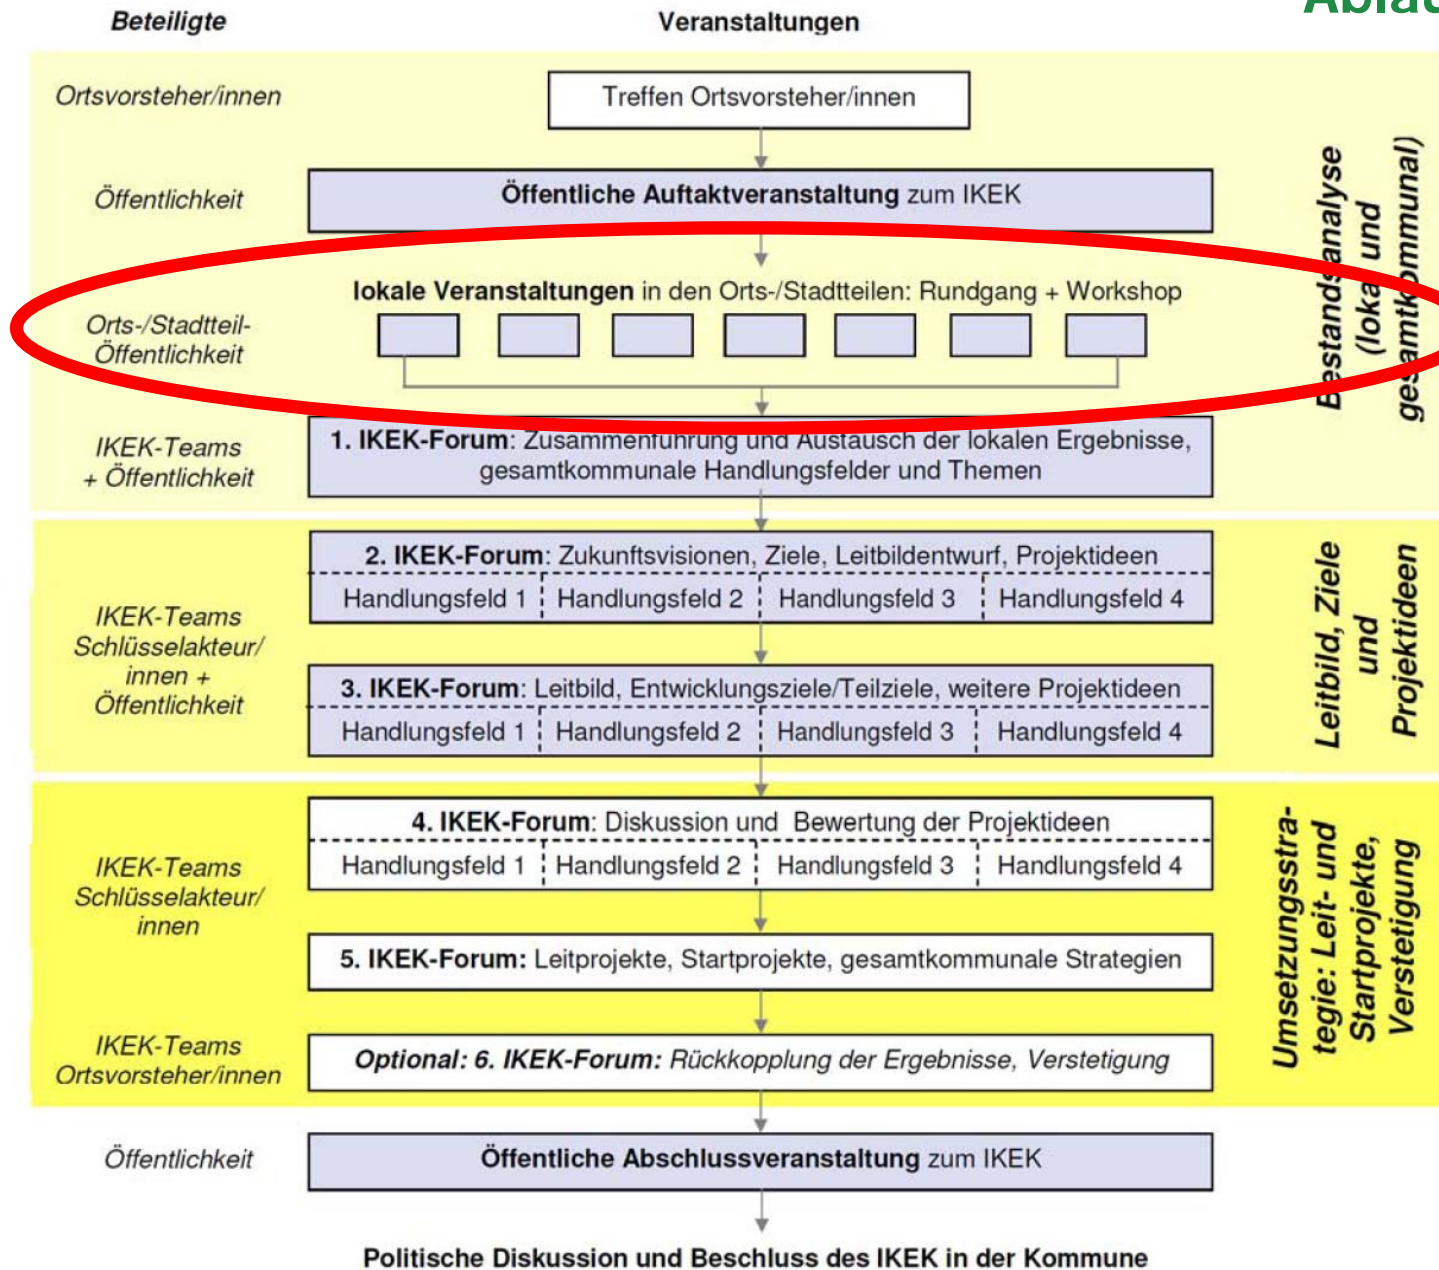 Beteiligte
Veranstaltungen
Ortsvorsteher/innen
Treffen Ortsvorsteher/innen
Öffentlichkeit
Öffentliche Auftaktveranstaltung zum IKEK
lokale Veranstaltungen in den Orts-/Stadtteilen: Rundgang + Workshop
Orts-/Stadtteil-
Öffentlichkeit
IKEK-Teams
+ Öffentlichkeit
1. IKEK-Forum: Zusammenführung und Austausch der lokalen Ergebnisse,
gesamtkommunale Handlungsfelder und Themen
Bestandsanalyse
(lokal und
gesamtkommunal)
IKEK-Teams
Schlüsselakteur/
innen +
Öffentlichkeit
2. IKEK-Forum: Zukunftsvisionen, Ziele, Leitbildentwurf, Projektideen
Handlungsfeld 1 Handlungsfeld 2 Handlungsfeld 3 Handlungsfeld 4
3. IKEK-Forum: Leitbild, Entwicklungsziele/Teilziele, weitere Projektideen
Handlungsfeld 1 Handlungsfeld 2 Handlungsfeld 3 Handlungsfeld 4
Leitbild, Ziele
und
Projektideen
IKEK-Teams
Schlüsselakteur/
innen
4. IKEK-Forum: Diskussion und Bewertung der Projektideen
Handlungsfeld 1 Handlungsfeld 2 Handlungsfeld 3 Handlungsfeld 4
5. IKEK-Forum: Leitprojekte, Startprojekte, gesamtkommunale Strategien
IKEK-Teams
Ortsvorsteher/innen
Optional: 6. IKEK-Forum: Rückkopplung der Ergebnisse, Verstetigung
Umsetzungsstra-
tegie: Leit- und
Startprojekte,
Verstetigung
Öffentlichkeit
Öffentliche Abschlussveranstaltung zum IKEK
Politische Diskussion und Beschluss des IKEK in der Kommune